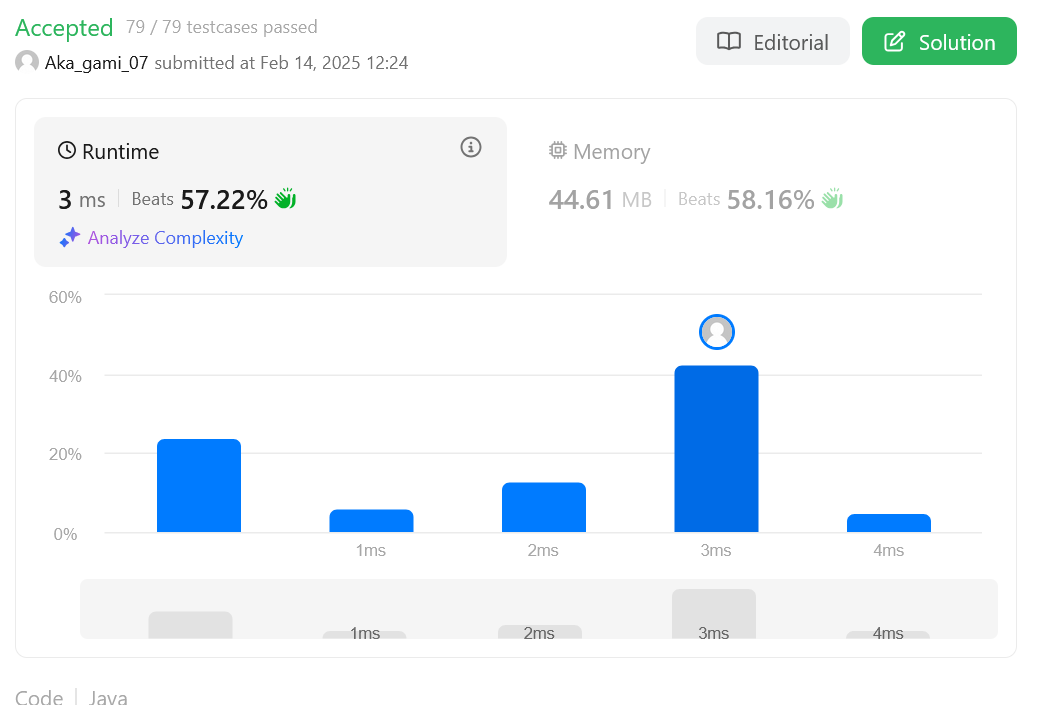 Accepted 79 / 79 testcases passed
Editorial
Solution
Aka_gami_07 submitted at Feb 14, 2025 12:24
Runtime
3 ms Beats 57.22%
Analyze Complexity
Memory
44.61 MB Beats 58.16%
60%
40%
20%
0%
1ms 2ms 3ms 4ms
1ms 2ms 3ms 4ms
Code Java